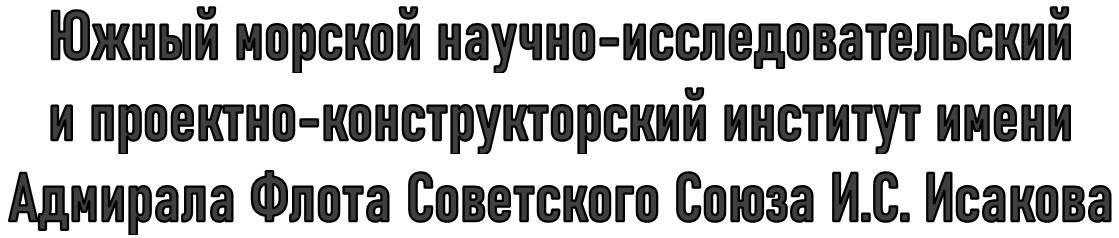 Южный морской научно-исследовательский
и проектно-конструкторский институт имени
Адмирала Флота Советского Союза И.С. Исакова